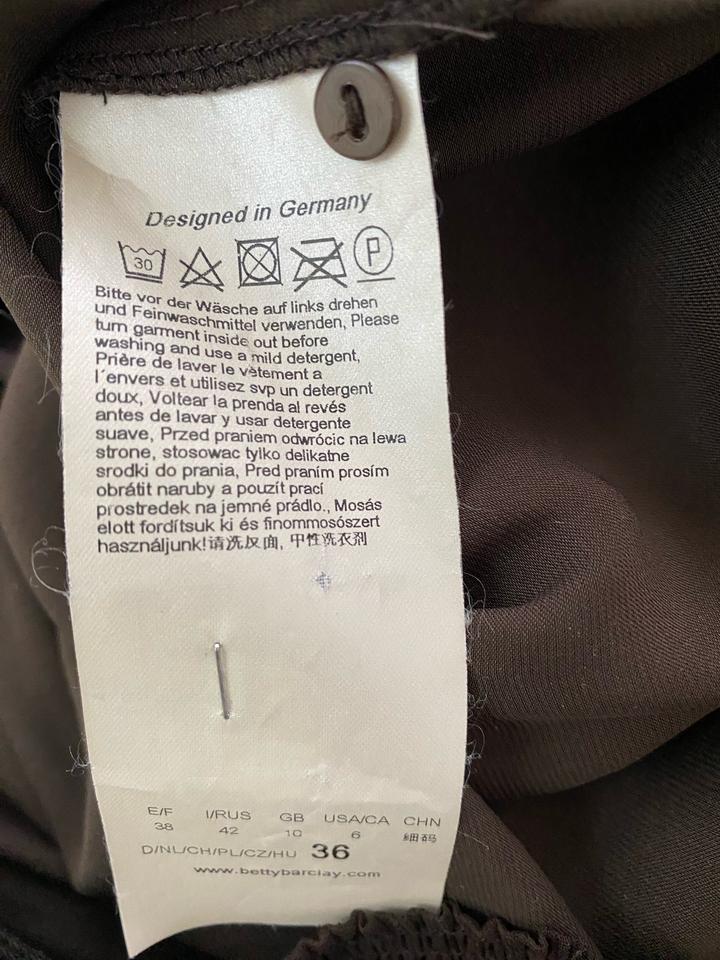 Designed in Germany
30 P
Bitte vor der Wäsche auf links drehen
und Feinwaschmittel verwenden, Please
turn garment inside out before
washing and use a mild detergent,
Prière de laver le vètement a
l´envers et utilisez svp un detergent
doux, Voltear la prenda al revés
antes de lavar y usar detergente
suave, Przed praniem odwrócic na lewa
strone, stosowac tylko delikatne
srodki do prania, Pred praním prosím
obrátit naruby a pouzít prací
prostredek na jemné prádlo., Mosás
elott fordítsuk ki és finommosószert
használjunk!请洗反面, 中性洗衣剂
E/F I/RUS GB USA/CA CHN
38 42 10 6 细码
D/NL/CH/PL/CZ/HU 36
www.bettybarclay.com